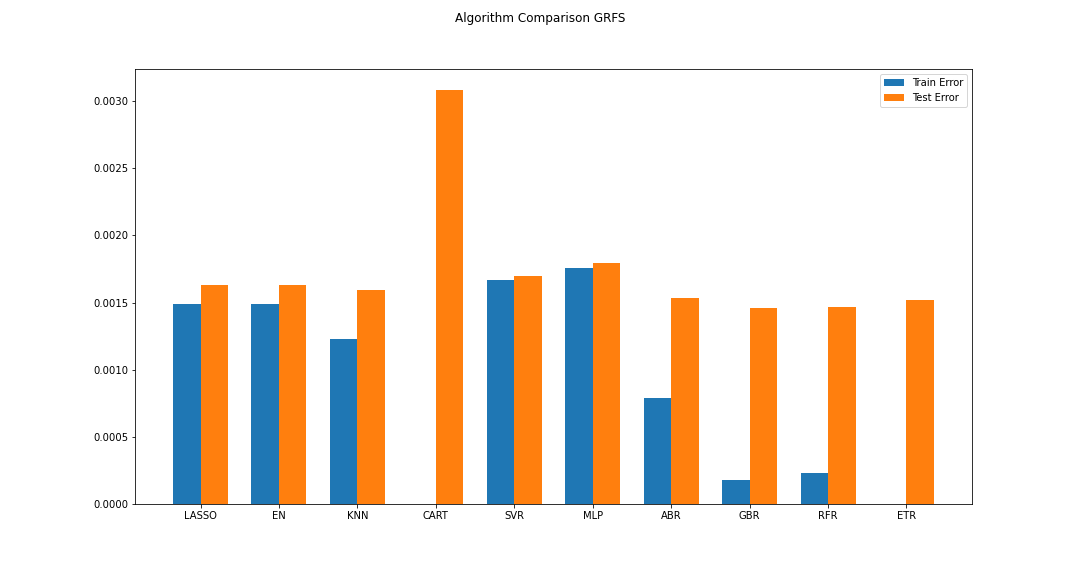 Algorithm Comparison GRFS
Train Error
Test Error
0.0030
0.0025
0.0020
0.0015
0.0010
0.0005
0.0000
LASSO EN KNN CART SVR MLP ABR GBR RFR ETR